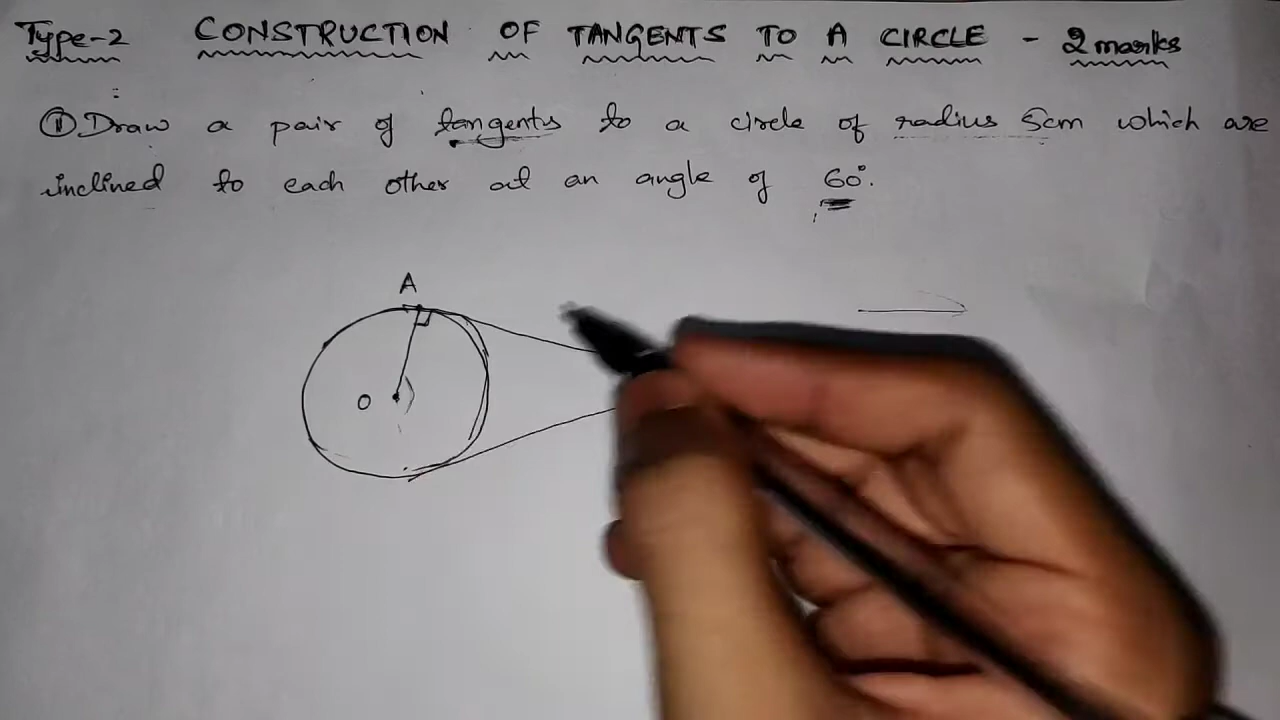 Type-2 CONSTRUCTION OF TANGENTS TO A CIRCLE - 2 marks
① Draw a pair of tangents to a circle of radius 5cm which are
inclined to each other at an angle of 60°.
A
O